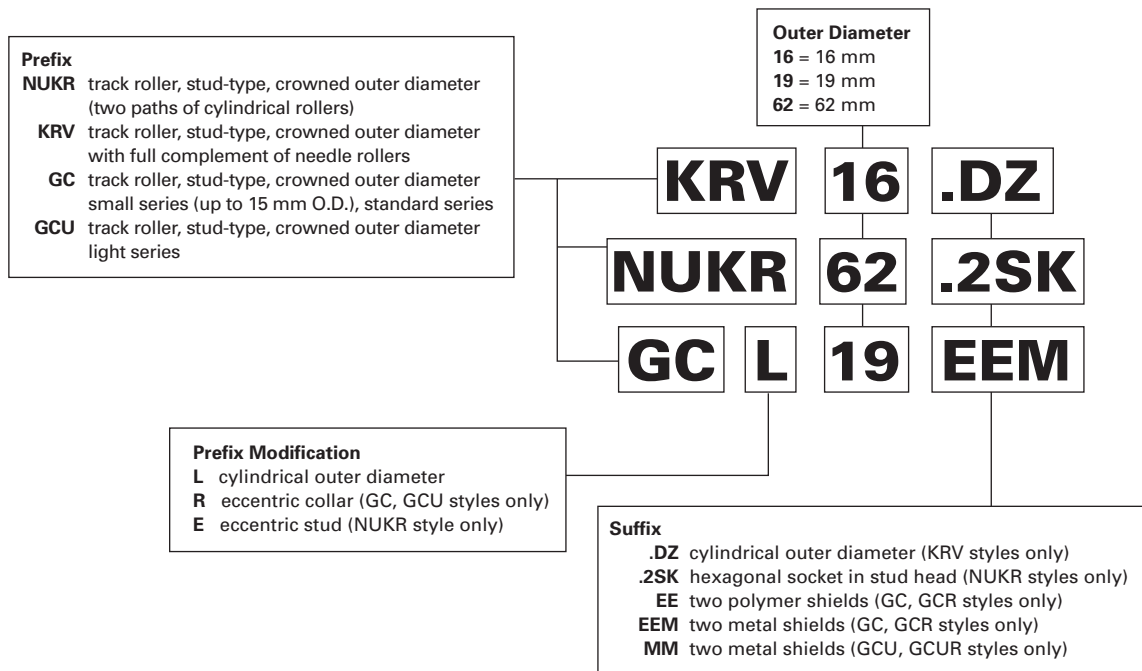 Outer Diameter
16 = 16 mm
19 = 19 mm
62 = 62 mm
Prefix
NUKR track roller, stud-type, crowned outer diameter
(two paths of cylindrical rollers)
KRV track roller, stud-type, crowned outer diameter
with full complement of needle rollers
GC track roller, stud-type, crowned outer diameter
small series (up to 15 mm O.D.), standard series
GCU track roller, stud-type, crowned outer diameter
light series
KRV 16 .DZ
NUKR 62 .2SK
GC L 19 EEM
Prefix Modification
L cylindrical outer diameter
R eccentric collar (GC, GCU styles only)
E eccentric stud (NUKR style only)
Suffix
.DZ cylindrical outer diameter (KRV styles only)
.2SK hexagonal socket in stud head (NUKR styles only)
EE two polymer shields (GC, GCR styles only)
EEM two metal shields (GC, GCR styles only)
MM two metal shields (GCU, GCUR styles only)